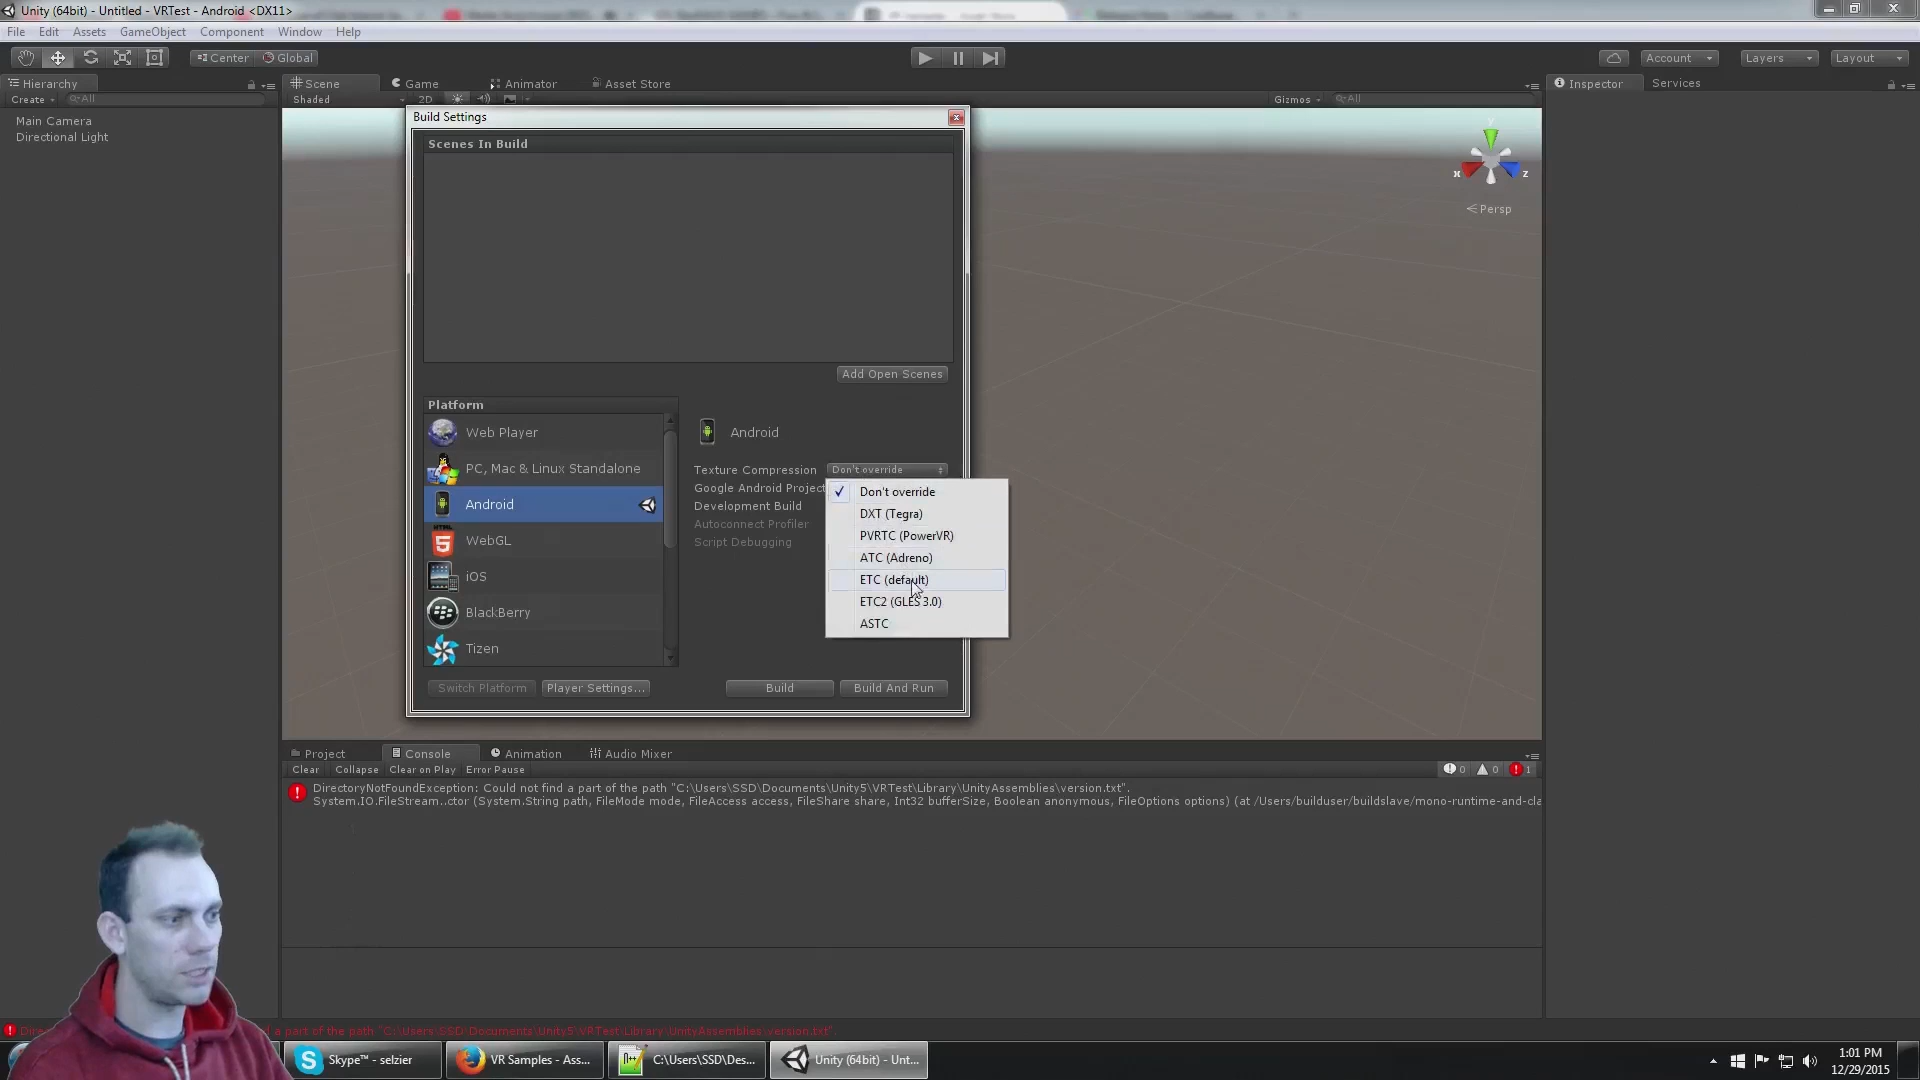 Unity (64bit) - Untitled - VRTest - Android <DX11>
File Edit Assets GameObject Component Window Help
Center Global
Account Layers Layout
Hierarchy
Scene Game Animator Asset Store
Inspector Services
Create All
Shaded 2D Gizmos All
Main Camera
Directional Light
Build Settings
Scenes In Build
y
x z
Persp
Add Open Scenes
Platform
Web Player
PC, Mac & Linux Standalone
Android
WebGL
iOS
BlackBerry
Tizen
Android
Texture Compression Don't override
Google Android Project
Development Build
Autoconnect Profiler
Script Debugging
Don't override
DXT (Tegra)
PVRTC (PowerVR)
ATC (Adreno)
ETC (default)
ETC2 (GLES 3.0)
ASTC
Switch Platform Player Settings... Build Build And Run
Project Console Animation Audio Mixer
Clear Collapse Clear on Play Error Pause 0 0 1
DirectoryNotFoundException: Could not find a part of the path "C:\Users\SSD\Documents\Unity5\VRTest\Library\UnityAssemblies\version.txt".
System.IO.FileStream..ctor (System.String path, FileMode mode, FileAccess access, FileShare share, Int32 bufferSize, Boolean anonymous, FileOptions options) (at /Users/builduser/buildslave/mono-runtime-and-cla
a part of the path "C:\Users\SSD\Documents\Unity5\VRTest\Library\UnityAssemblies\version.txt".
Skype™ - selzier
VR Samples - Ass...
C:\Users\SSD\Des...
Unity (64bit) - Unt...
1:01 PM
12/29/2015